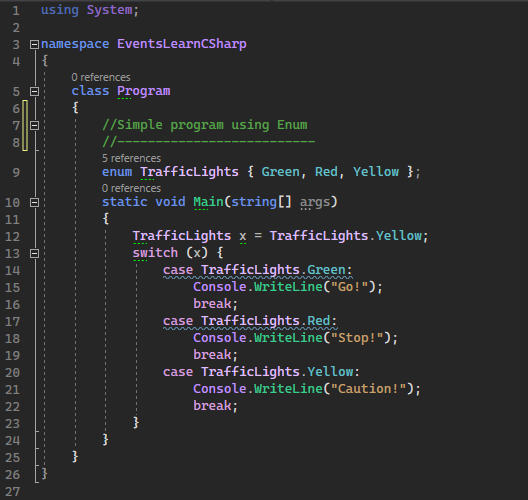 1 using System;
2
3 namespace EventsLearnCSharp
4 {
0 references
5 class Program
6 {
7 //Simple program using Enum
8 //--------------------------
5 references
9 enum TrafficLights { Green, Red, Yellow };
0 references
10 static void Main(string[] args)
11 {
12 TrafficLights x = TrafficLights.Yellow;
13 switch (x) {
14 case TrafficLights.Green:
15 Console.WriteLine("Go!");
16 break;
17 case TrafficLights.Red:
18 Console.WriteLine("Stop!");
19 break;
20 case TrafficLights.Yellow:
21 Console.WriteLine("Caution!");
22 break;
23 }
24 }
25 }
26 }
27